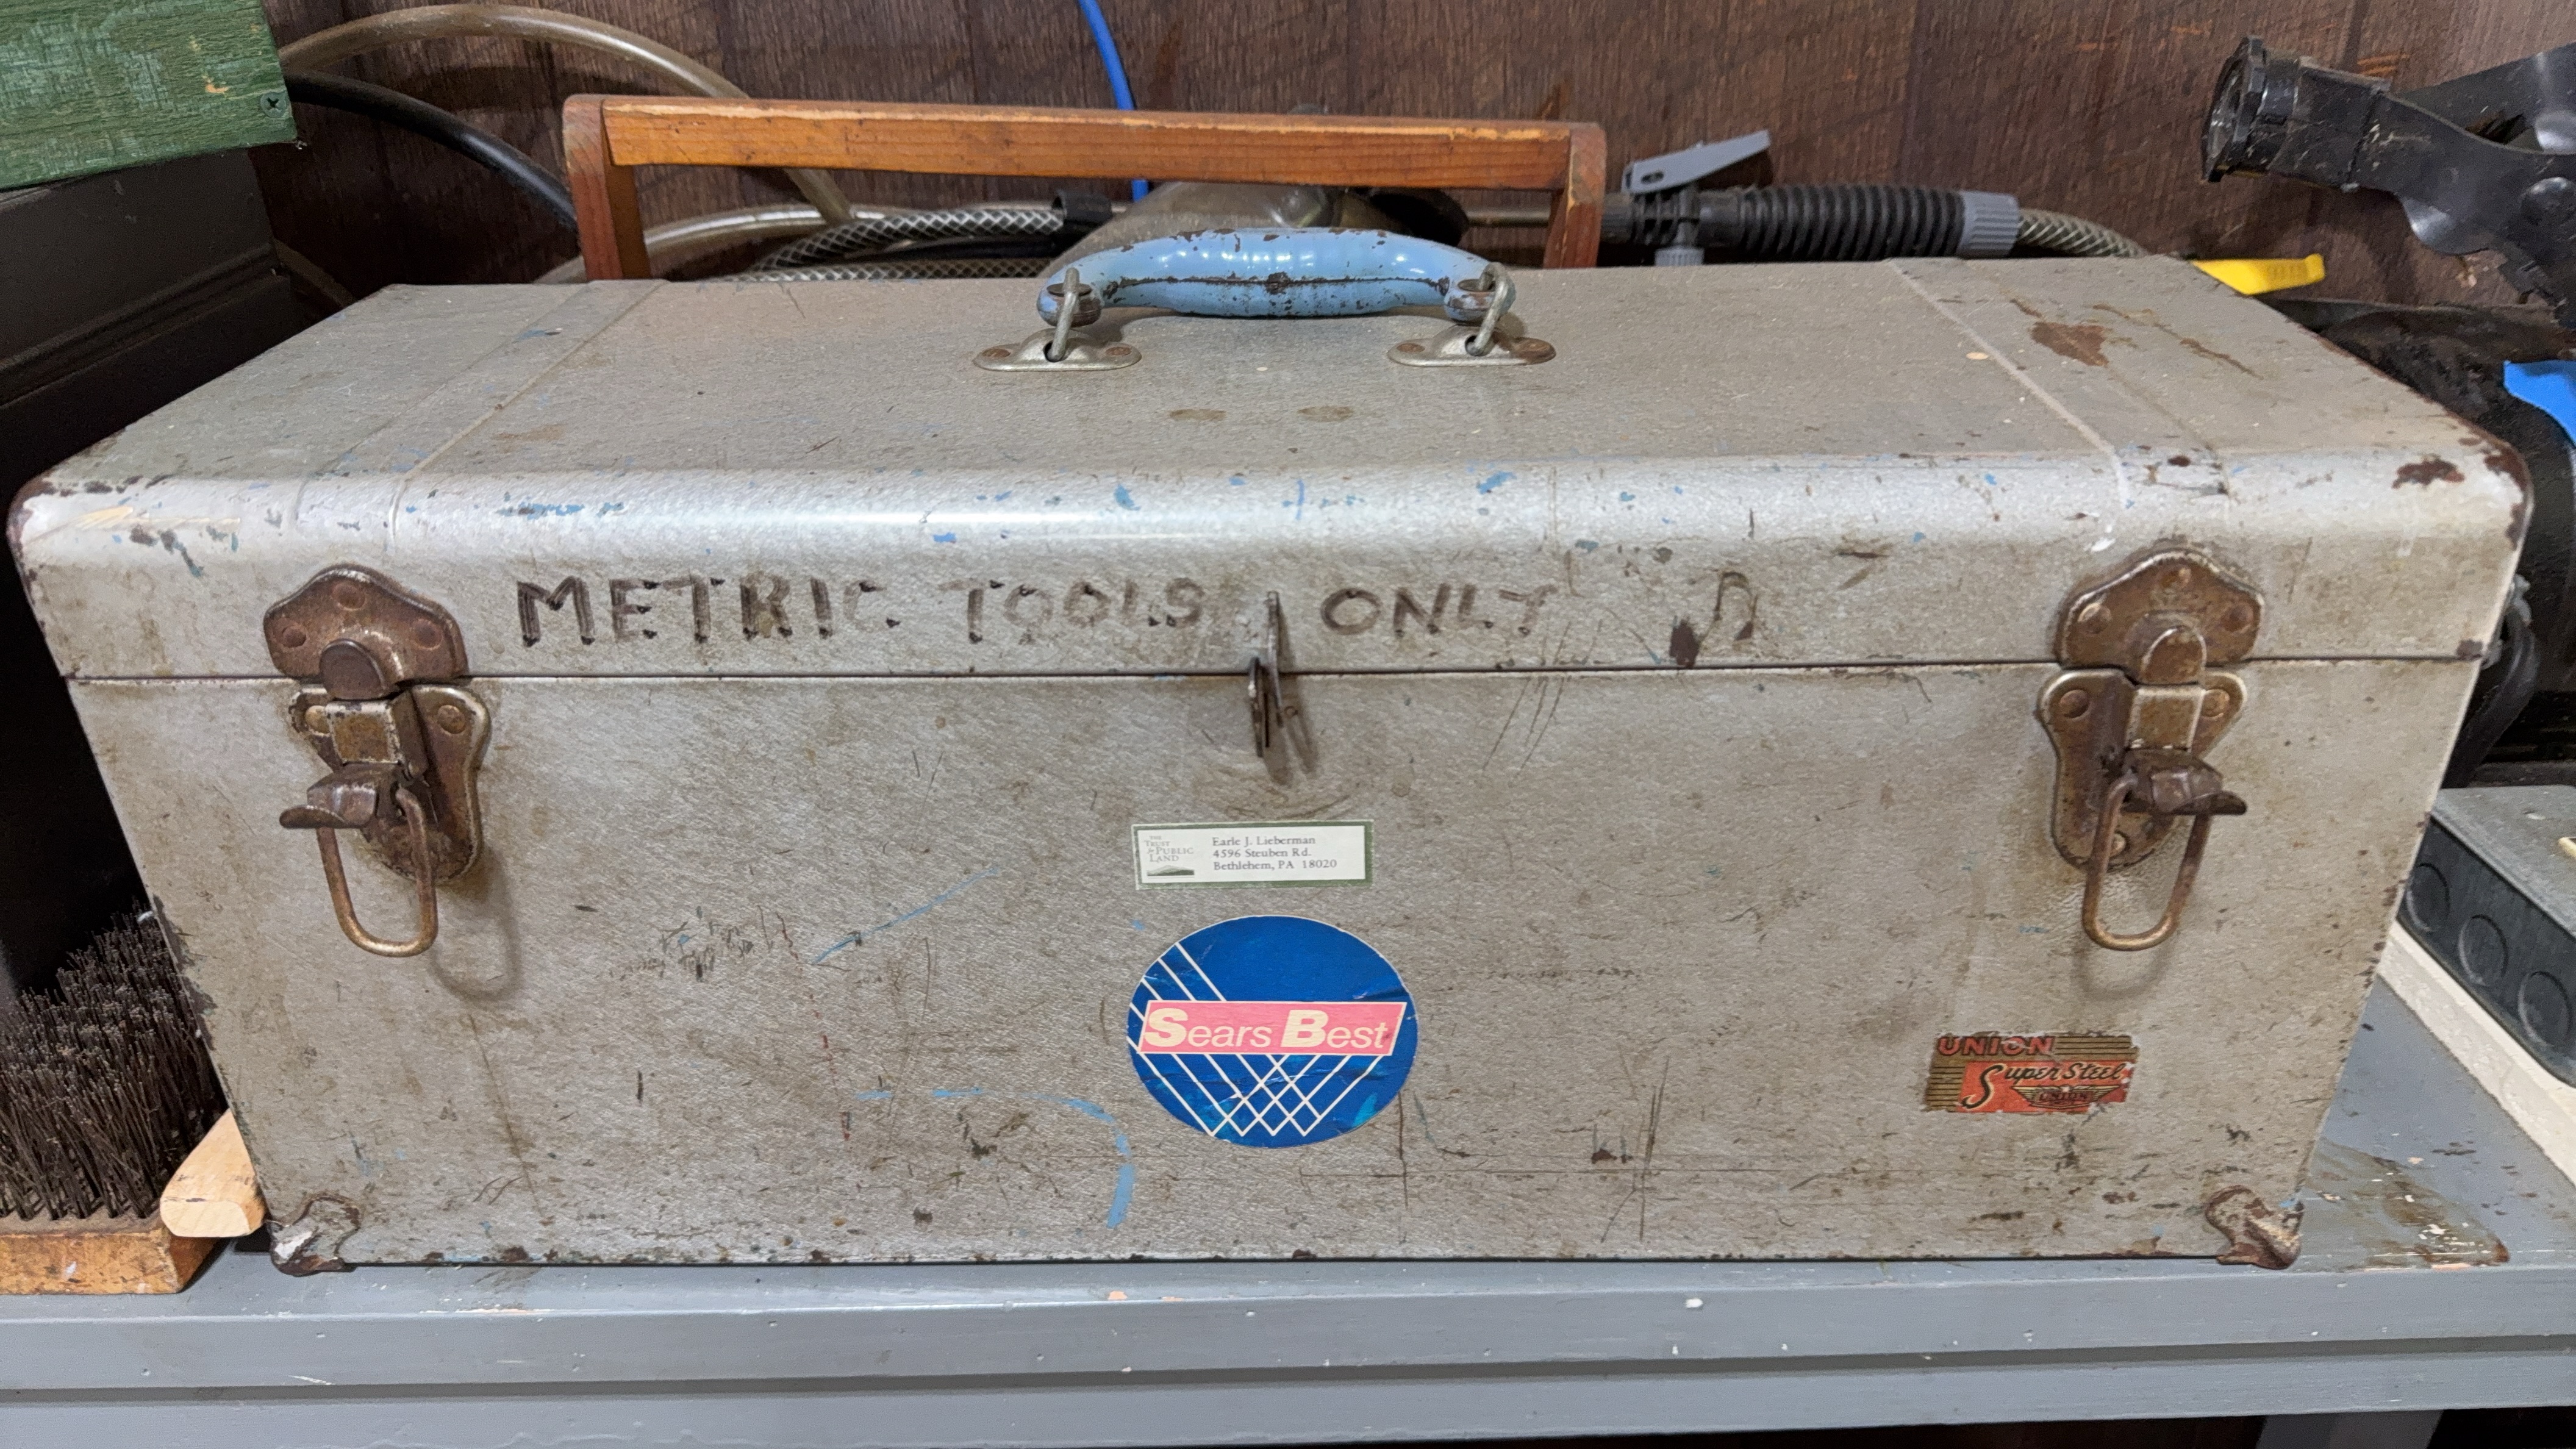 METRIC TOOLS ONLY
THE
TRUST
for PUBLIC
LAND
Earle J. Lieberman
4596 Steuben Rd.
Bethlehem, PA 18020
Sears Best
UNION
Super Steel
UNION